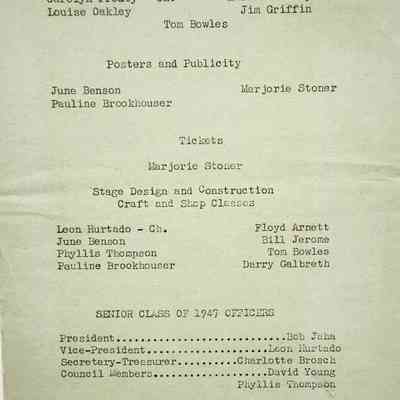 Louise Oakley Jim Griffin
Tom Bowles
Posters and Publicity
June Benson Marjorie Stoner
Pauline Brookhouser
Tickets
Marjorie Stoner
Stage Design and Construction
Craft and Shop Classes
Leon Hurtado - Ch. Floyd Arnett
June Benson Bill Jerome
Phyllis Thompson Tom Bowles
Pauline Brookhouser Darry Galbreth
SENIOR CLASS OF 1947 OFFICERS
President...............................Bob Jaha
Vice-President......................Leon Hurtado
Secretary-Treasurer..........Charlotte Brosch
Council Members...................David Young
Phyllis Thompson